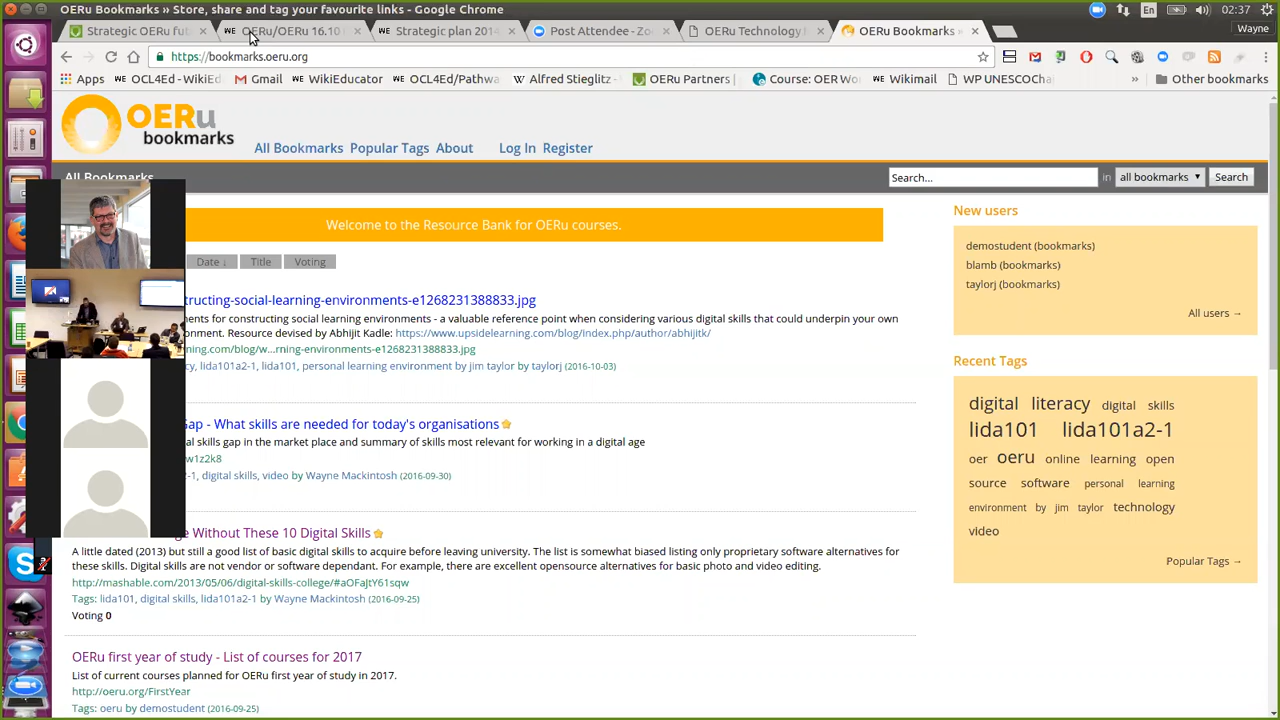 OERu Bookmarks » Store, share and tag your favourite links - Google Chrome
En
02:37
Strategic OERu fut
WE OERu/OERu 16.10
WE Strategic plan 2014
Post Attendee - Zo
OERu Technology
OERu Bookmarks »
Wayne
https://bookmarks.oeru.org
Apps
WE OCL4Ed - WikiEd
Gmail
WE WikiEducator
WE OCL4Ed/Pathwa
Alfred Stieglitz -
OERu Partners |
Course: OER Wor
WE Wikimail
WP UNESCOCha
»
Other bookmarks
OERu
bookmarks
All Bookmarks Popular Tags About Log In Register
All Bookmarks
Search... in all bookmarks Search
Welcome to the Resource Bank for OERu courses.
Date ↓ Title Voting
tructing-social-learning-environments-e1268231388833.jpg
ments for constructing social learning environments - a valuable reference point when considering various digital skills that could underpin your own
onment. Resource devised by Abhijit Kadle: https://www.upsidelearning.com/blog/index.php/author/abhijitk/
ning.com/blog/w...rning-environments-e1268231388833.jpg
cy, lida101a2-1, lida101, personal learning environment by jim taylor by taylorj (2016-10-03)
Gap - What skills are needed for today's organisations
al skills gap in the market place and summary of skills most relevant for working in a digital age
w1z2k8
2-1, digital skills, video by Wayne Mackintosh (2016-09-30)
e Without These 10 Digital Skills
A little dated (2013) but still a good list of basic digital skills to acquire before leaving university. The list is somewhat biased listing only proprietary software alternatives for
these skills. Digital skills are not vendor or software dependant. For example, there are excellent opensource alternatives for basic photo and video editing.
http://mashable.com/2013/05/06/digital-skills-college/#aOFaJtY61sqw
Tags: lida101, digital skills, lida101a2-1 by Wayne Mackintosh (2016-09-25)
Voting 0
OERu first year of study - List of courses for 2017
List of current courses planned for OERu first year of study in 2017.
http://oeru.org/FirstYear
Tags: oeru by demostudent (2016-09-25)
New users
demostudent (bookmarks)
blamb (bookmarks)
taylorj (bookmarks)
All users →
Recent Tags
digital literacy digital skills
lida101 lida101a2-1
oer oeru online learning open
source software personal learning
environment by jim taylor technology
video
Popular Tags →